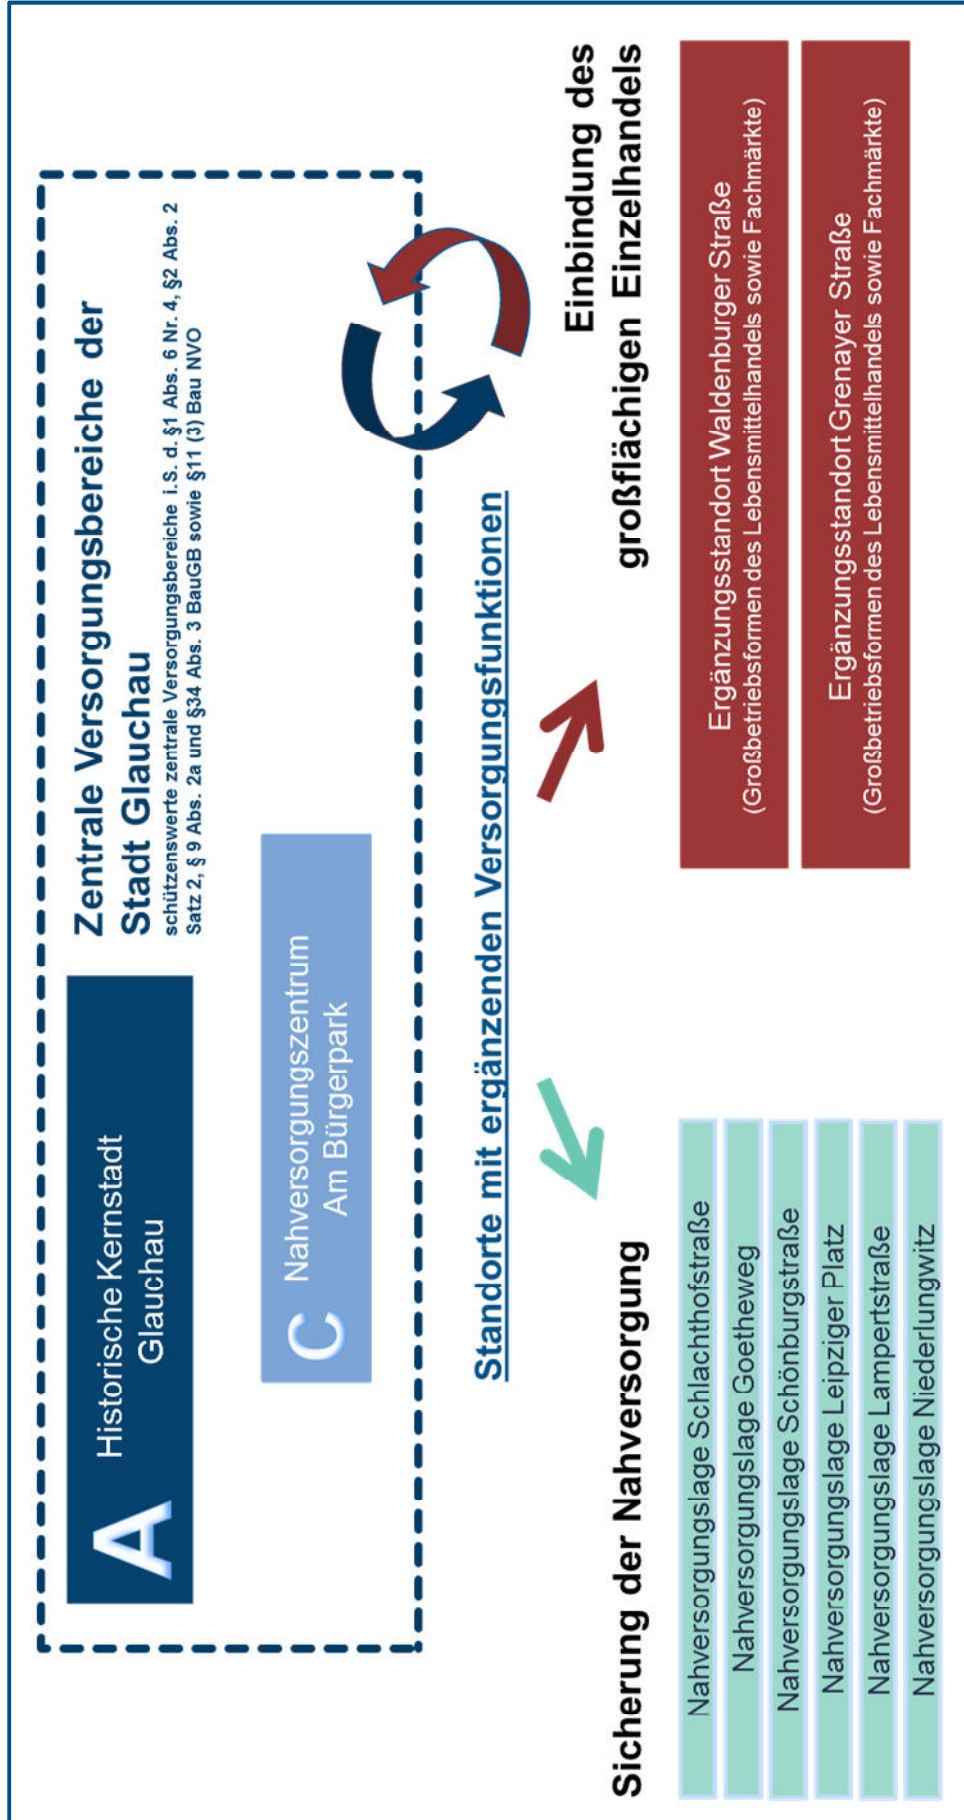 A
Historische Kernstadt
Glauchau
Zentrale Versorgungsbereiche der
Stadt Glauchau
schützenswerte zentrale Versorgungsbereiche i.S. d. §1 Abs. 6 Nr. 4, §2 Abs. 2
Satz 2, § 9 Abs. 2a und §34 Abs. 3 BauGB sowie §11 (3) Bau NVO
C
Nahversorgungszentrum
Am Bürgerpark
Standorte mit ergänzenden Versorgungsfunktionen
Sicherung der Nahversorgung
Nahversorgungslage Schlachthofstraße
Nahversorgungslage Goetheweg
Nahversorgungslage Schönburgstraße
Nahversorgungslage Leipziger Platz
Nahversorgungslage Lampertstraße
Nahversorgungslage Niederlungwitz
Einbindung des
großflächigen Einzelhandels
Ergänzungsstandort Waldenburger Straße
(Großbetriebsformen des Lebensmittelhandels sowie Fachmärkte)
Ergänzungsstandort Grenayer Straße
(Großbetriebsformen des Lebensmittelhandels sowie Fachmärkte)